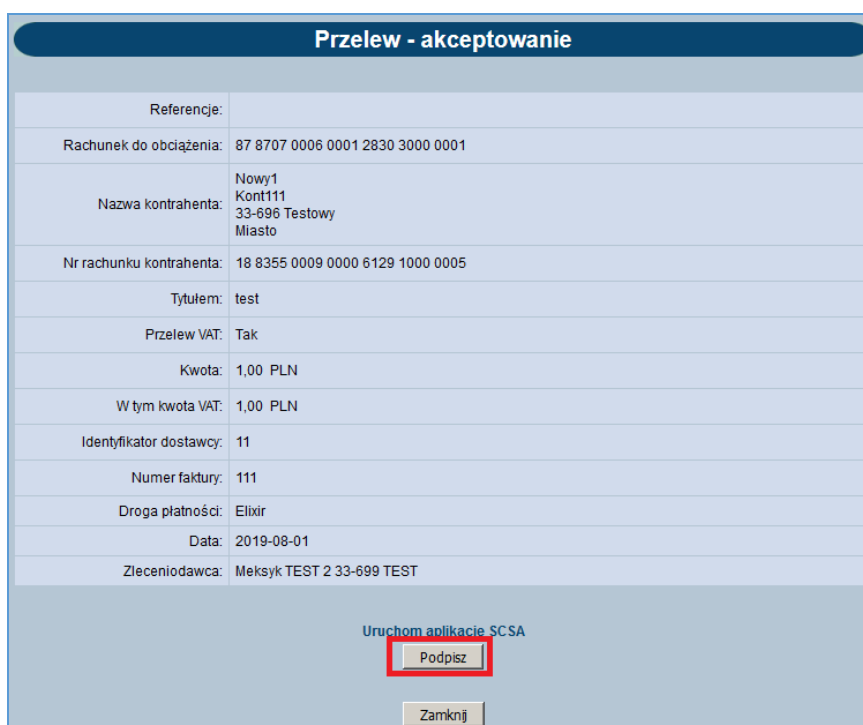 Przelew - akceptowanie
Referencje:
Rachunek do obciążenia: 87 8707 0006 0001 2830 3000 0001
Nazwa kontrahenta: Nowy1
Kont111
33-696 Testowy
Miasto
Nr rachunku kontrahenta: 18 8355 0009 0000 6129 1000 0005
Tytułem: test
Przelew VAT: Tak
Kwota: 1,00 PLN
W tym kwota VAT: 1,00 PLN
Identyfikator dostawcy: 11
Numer faktury: 111
Droga płatności: Elixir
Data: 2019-08-01
Zleceniodawca: Meksyk TEST 2 33-699 TEST
Uruchom aplikację SCSA
Podpisz
Zamknij